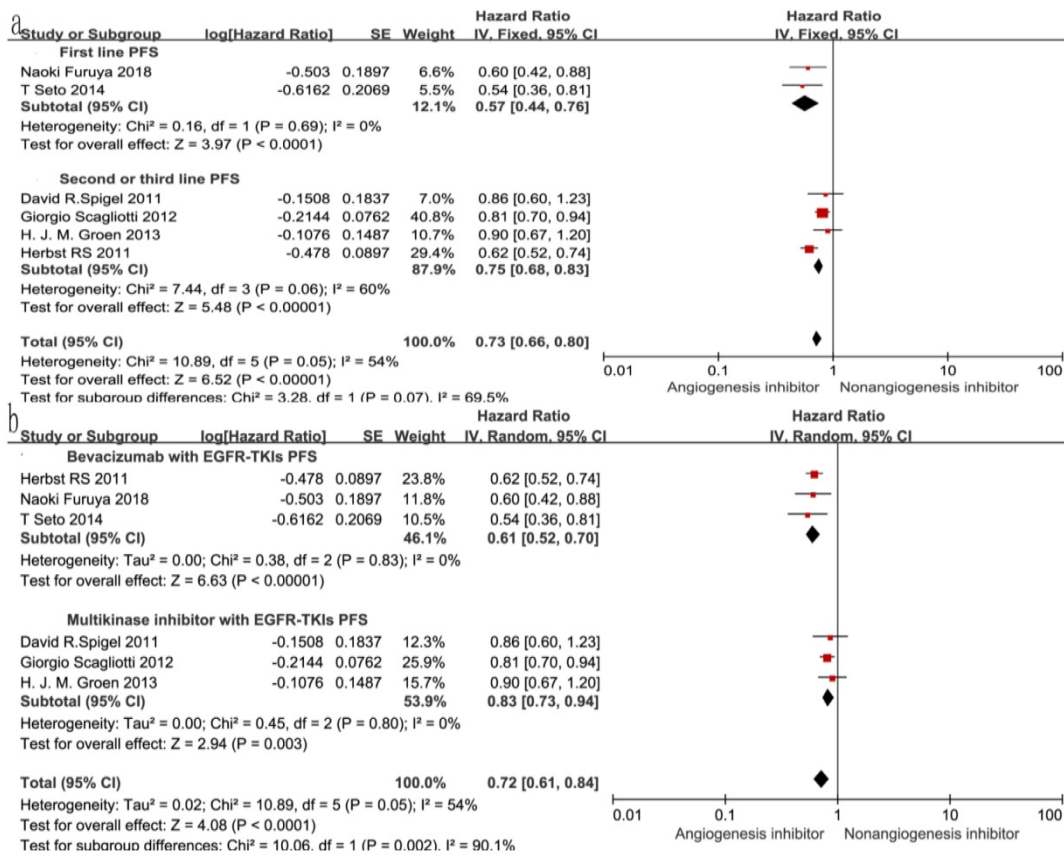 a
Hazard Ratio Hazard Ratio
Study or Subgroup log[Hazard Ratio] SE Weight IV, Fixed, 95% CI IV, Fixed, 95% CI
First line PFS
Naoki Furuya 2018 -0.503 0.1897 6.6% 0.60 [0.42, 0.88]
T Seto 2014 -0.6162 0.2069 5.5% 0.54 [0.36, 0.81]
Subtotal (95% CI) 12.1% 0.57 [0.44, 0.76]
Heterogeneity: Chi² = 0.16, df = 1 (P = 0.69); I² = 0%
Test for overall effect: Z = 3.97 (P < 0.0001)
Second or third line PFS
David R.Spigel 2011 -0.1508 0.1837 7.0% 0.86 [0.60, 1.23]
Giorgio Scagliotti 2012 -0.2144 0.0762 40.8% 0.81 [0.70, 0.94]
H. J. M. Groen 2013 -0.1076 0.1487 10.7% 0.90 [0.67, 1.20]
Herbst RS 2011 -0.478 0.0897 29.4% 0.62 [0.52, 0.74]
Subtotal (95% CI) 87.9% 0.75 [0.68, 0.83]
Heterogeneity: Chi² = 7.44, df = 3 (P = 0.06); I² = 60%
Test for overall effect: Z = 5.48 (P < 0.00001)
Total (95% CI) 100.0% 0.73 [0.66, 0.80]
Heterogeneity: Chi² = 10.89, df = 5 (P = 0.05); I² = 54%
Test for overall effect: Z = 6.52 (P < 0.00001)
Test for subgroup differences: Chi² = 3.28, df = 1 (P = 0.07), I² = 69.5%
0.01 0.1 1 10 100
Angiogenesis inhibitor Nonangiogenesis inhibitor
b
Hazard Ratio Hazard Ratio
Study or Subgroup log[Hazard Ratio] SE Weight IV, Random, 95% CI IV, Random, 95% CI
Bevacizumab with EGFR-TKIs PFS
Herbst RS 2011 -0.478 0.0897 23.8% 0.62 [0.52, 0.74]
Naoki Furuya 2018 -0.503 0.1897 11.8% 0.60 [0.42, 0.88]
T Seto 2014 -0.6162 0.2069 10.5% 0.54 [0.36, 0.81]
Subtotal (95% CI) 46.1% 0.61 [0.52, 0.70]
Heterogeneity: Tau² = 0.00; Chi² = 0.38, df = 2 (P = 0.83); I² = 0%
Test for overall effect: Z = 6.63 (P < 0.00001)
Multikinase inhibitor with EGFR-TKIs PFS
David R.Spigel 2011 -0.1508 0.1837 12.3% 0.86 [0.60, 1.23]
Giorgio Scagliotti 2012 -0.2144 0.0762 25.9% 0.81 [0.70, 0.94]
H. J. M. Groen 2013 -0.1076 0.1487 15.7% 0.90 [0.67, 1.20]
Subtotal (95% CI) 53.9% 0.83 [0.73, 0.94]
Heterogeneity: Tau² = 0.00; Chi² = 0.45, df = 2 (P = 0.80); I² = 0%
Test for overall effect: Z = 2.94 (P = 0.003)
Total (95% CI) 100.0% 0.72 [0.61, 0.84]
Heterogeneity: Tau² = 0.02; Chi² = 10.89, df = 5 (P = 0.05); I² = 54%
Test for overall effect: Z = 4.08 (P < 0.0001)
Test for subgroup differences: Chi² = 10.06, df = 1 (P = 0.002), I² = 90.1%
0.01 0.1 1 10 100
Angiogenesis inhibitor Nonangiogenesis inhibitor